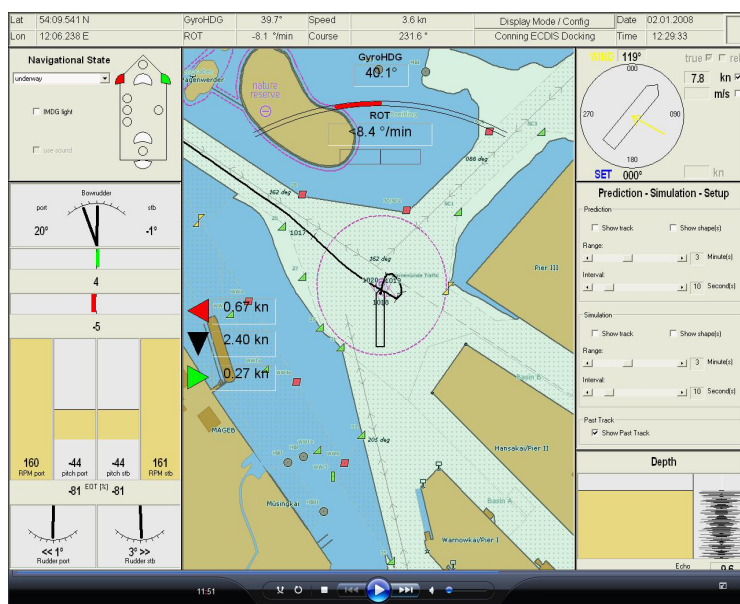 Lat 54:09.541 N GyroHDG 39.7° Speed 3.6 kn Display Mode / Config Date 02.01.2008
Lon 12:06.238 E ROT -8.1 °/min Course 231.6 ° Conning ECDIS Docking Time 12:29:33
Navigational State
underway
IMDG light
use sound
Bowrudder
port stb
20° -1°
4
-5
160 -44 -44 161
RPM port pitch port pitch stb RPM stb
-81 EOT [%] -81
<< 1° 3° >>
Rudder port Rudder stb
GyroHDG
40.1°
nature
reserve
ROT
<8.4 °/min
088 deg
162 deg
1017
162 deg
Pier III
1018
0.67 kn
2.40 kn
0.27 kn
Basin B
205 deg
MAGEB
Hansakai/Pier II
Basin A
Müsingkai
Warnowkai/Pier I
WIND 119° true
000
7.8 kn
m/s
270 090
180
SET 000° kn
Prediction - Simulation - Setup
Prediction
Show track Show shape(s)
Range:
3 Minute(s)
Interval:
10 Second(s)
Simulation
Show track Show shape(s)
Range:
3 Minute(s)
Interval:
10 Second(s)
Past Track
Show Past Track
Depth
Echo 9.6
11:51